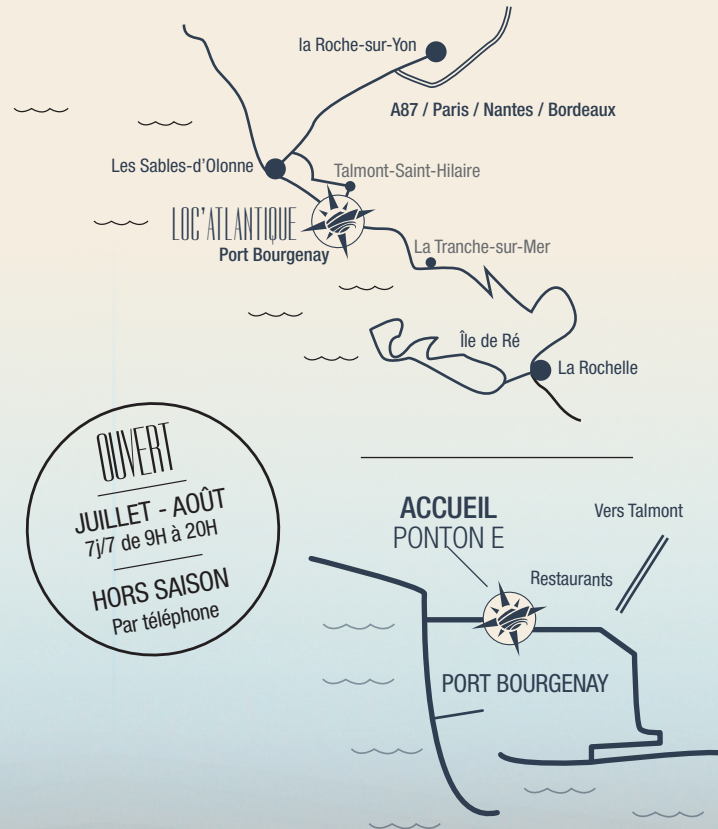 la Roche-sur-Yon
A87 / Paris / Nantes / Bordeaux
Les Sables-d'Olonne
Talmont-Saint-Hilaire
LOC'ATLANTIQUE
Port Bourgenay
La Tranche-sur-Mer
Île de Ré
La Rochelle
OUVERT
JUILLET - AOÛT
7j/7 de 9H à 20H
HORS SAISON
Par téléphone
ACCUEIL
PONTON E
Vers Talmont
Restaurants
PORT BOURGENAY